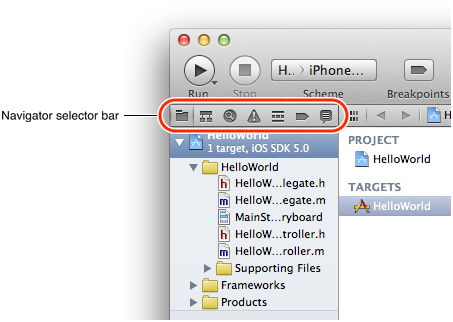 Run
Stop
H..
iPhone...
Scheme
Breakpoints
Navigator selector bar
H
HelloWorld
1 target, iOS SDK 5.0
HelloWorld
HelloW...legate.h
HelloW...egate.m
MainSt...ryboard
HelloW...troller.h
HelloW...roller.m
Supporting Files
Frameworks
Products
PROJECT
HelloWorld
TARGETS
HelloWorld